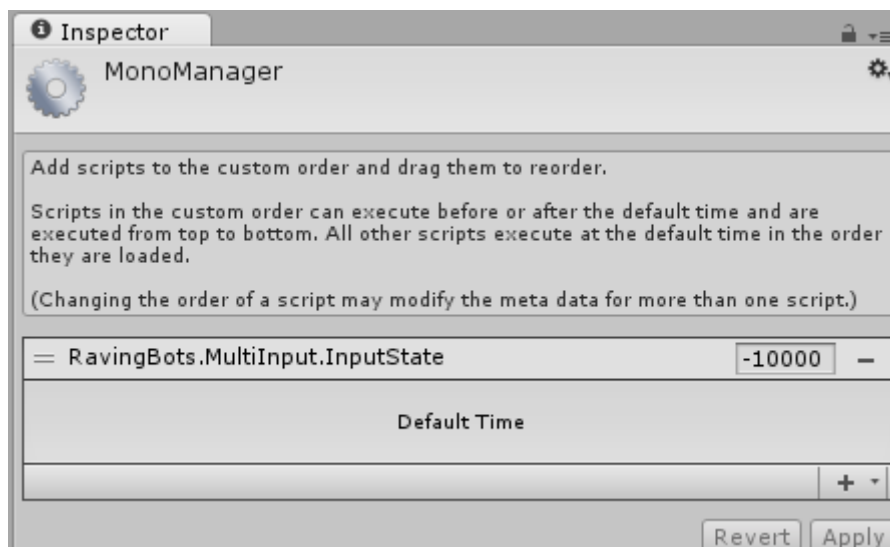 Inspector
MonoManager
Add scripts to the custom order and drag them to reorder.
Scripts in the custom order can execute before or after the default time and are
executed from top to bottom. All other scripts execute at the default time in the order
they are loaded.
(Changing the order of a script may modify the meta data for more than one script.)
RavingBots.MultiInput.InputState -10000
Default Time
Revert Apply